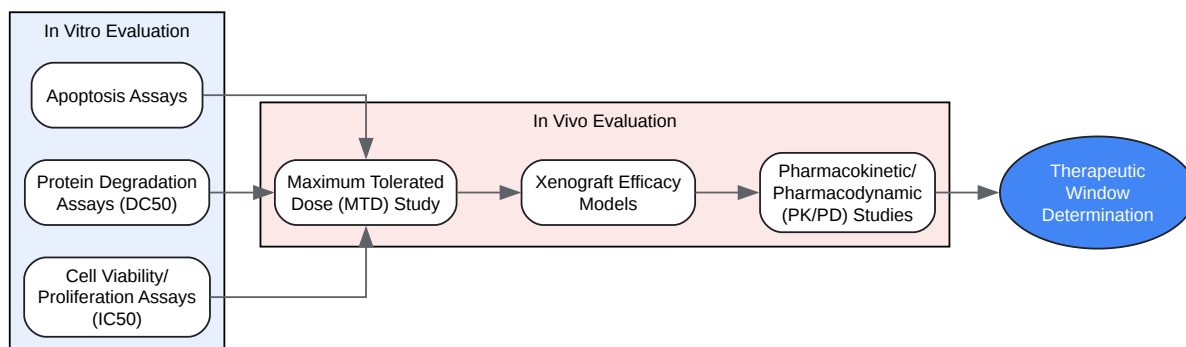 In Vitro Evaluation
Apoptosis Assays
Protein Degradation
Assays (DC50)
Cell Viability/
Proliferation Assays
(IC50)
In Vivo Evaluation
Maximum Tolerated
Dose (MTD) Study
Xenograft Efficacy
Models
Pharmacokinetic/
Pharmacodynamic
(PK/PD) Studies
Therapeutic
Window
Determination